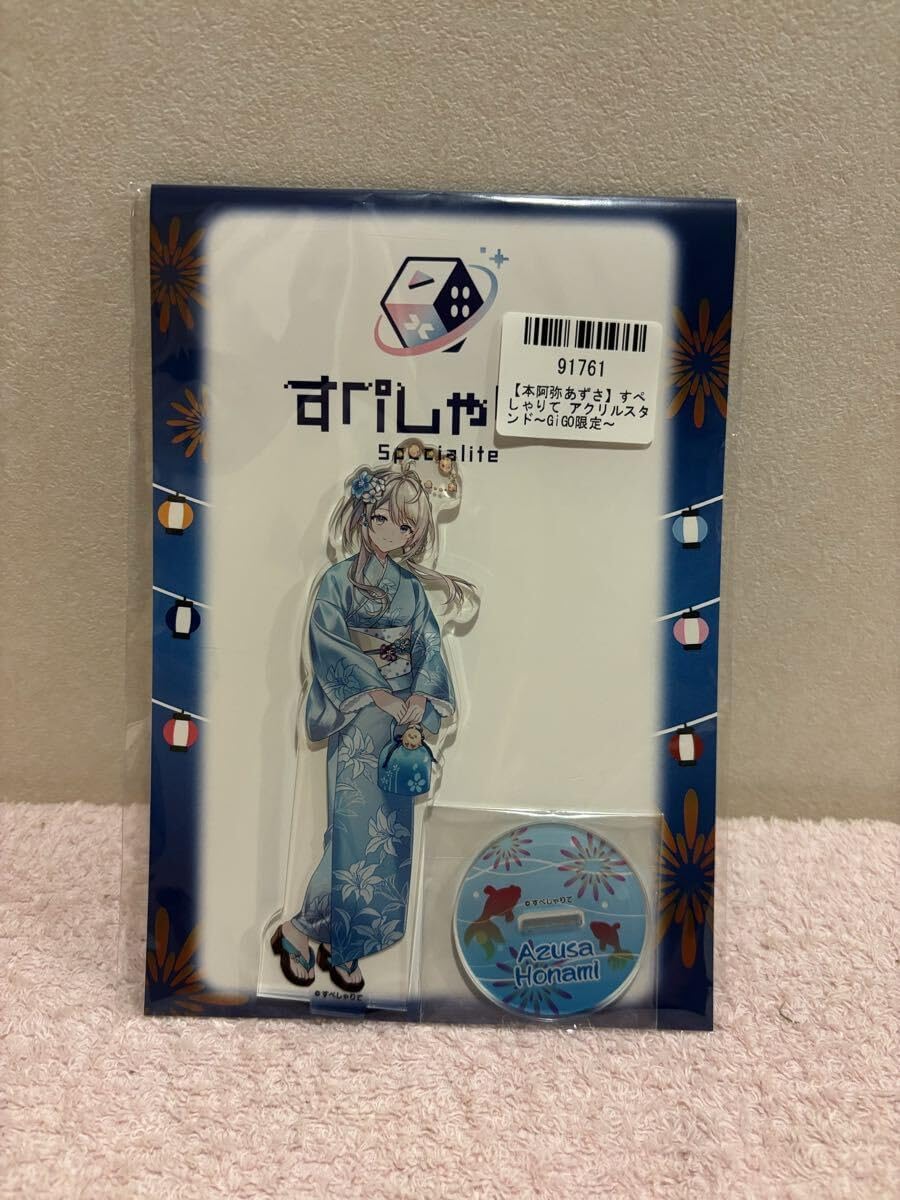 91761
【本阿弥あずさ】すぺ
しゃりて アクリルスタ
ンド～GiGO限定～
すぺしゃ
Specialite
©すぺしゃりて
Azusa
Honami
©すぺしゃりて